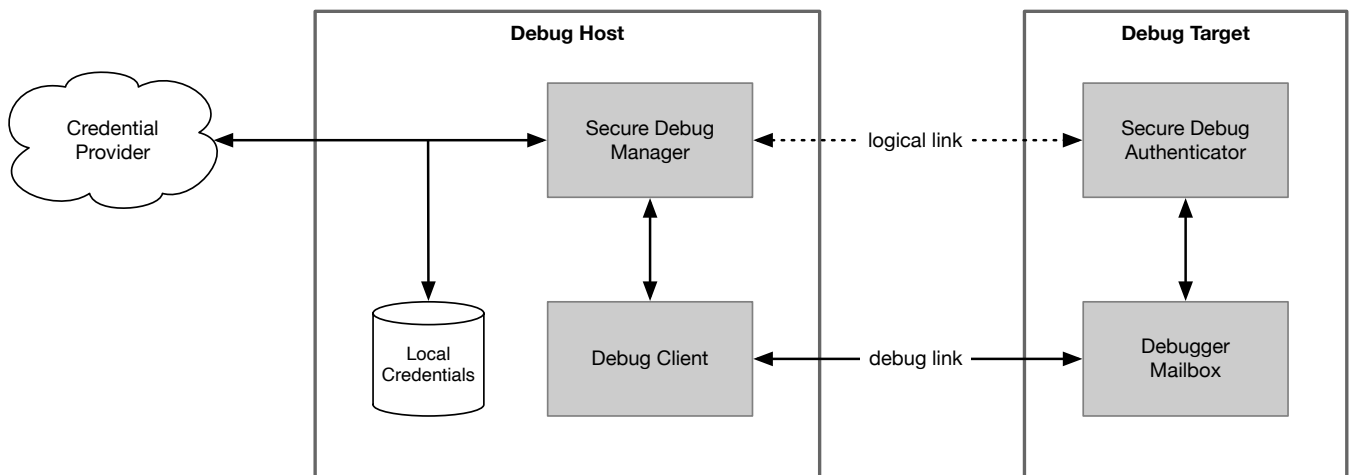 Debug Host
Debug Target
Credential
Provider
Secure Debug
Manager
logical link
Secure Debug
Authenticator
Local
Credentials
Debug Client
debug link
Debugger
Mailbox